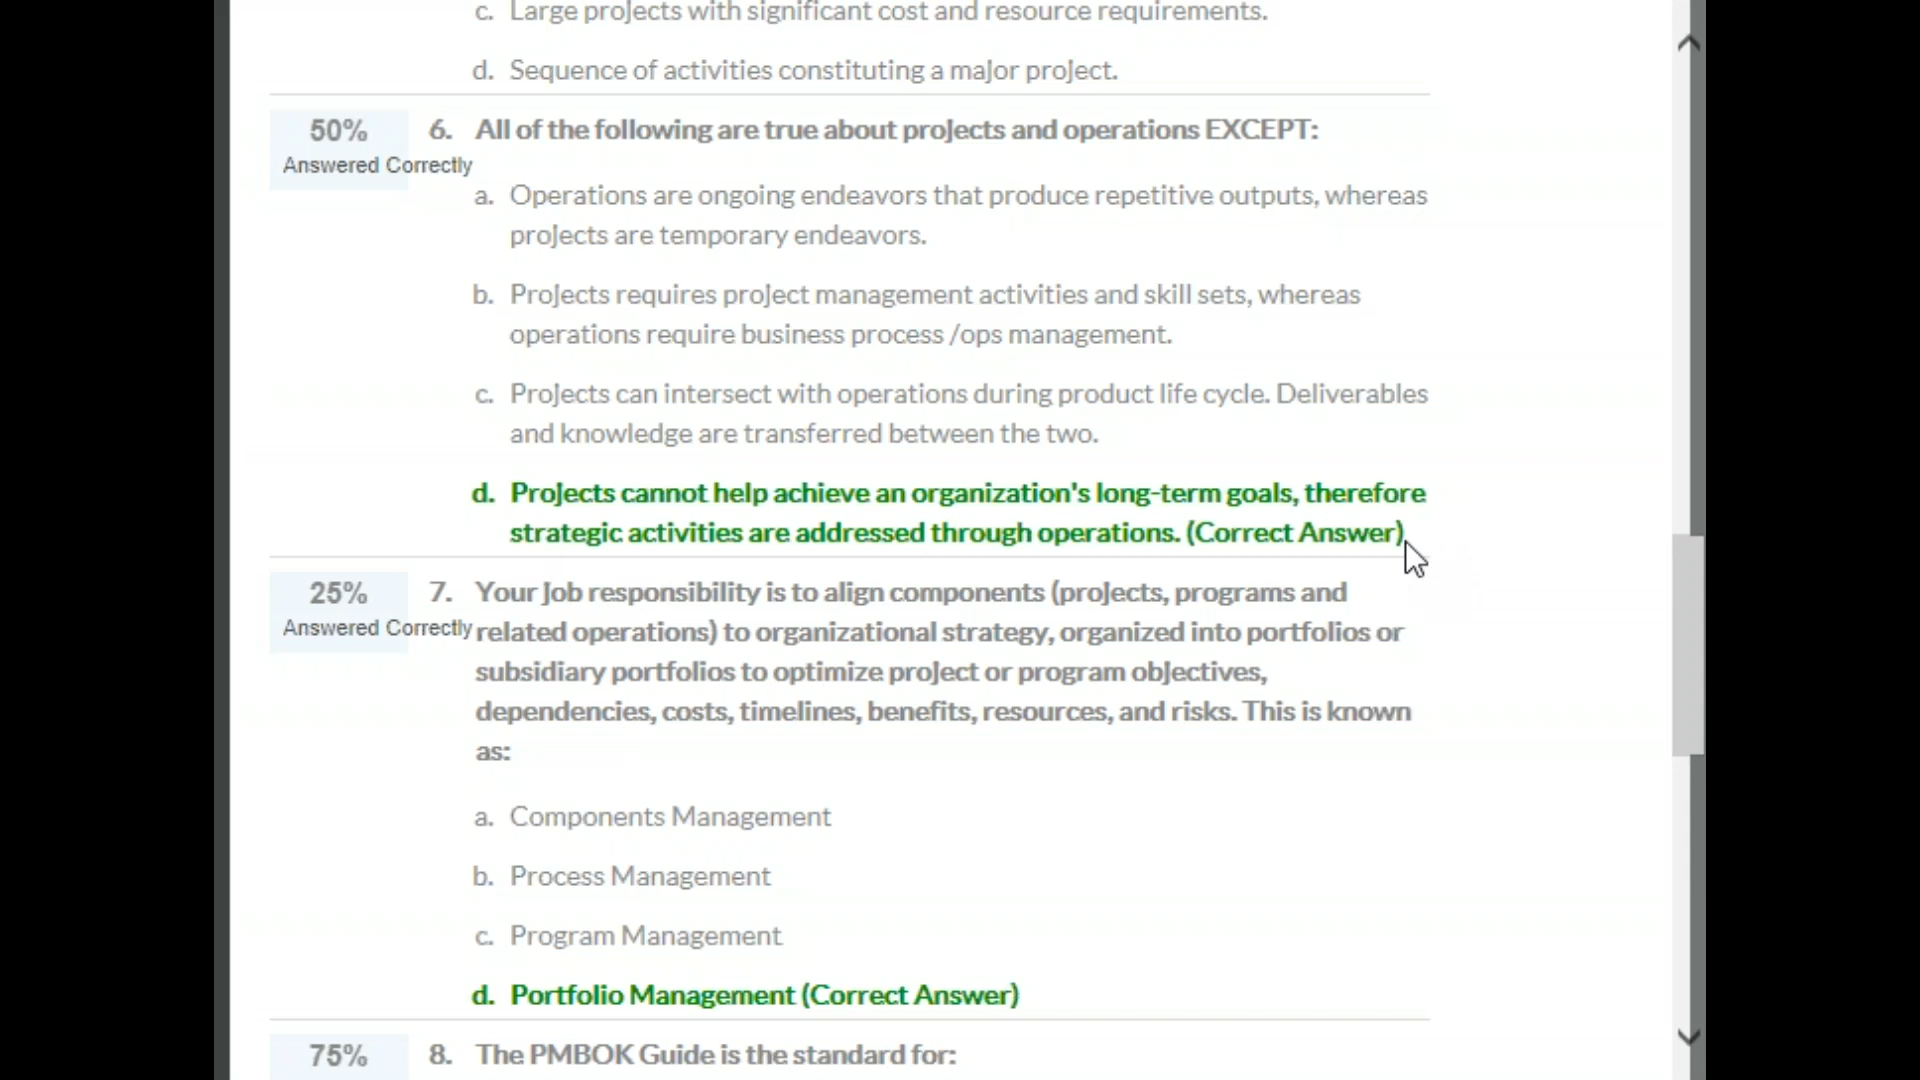 c. Large projects with significant cost and resource requirements.
d. Sequence of activities constituting a major project.
50%
Answered Correctly
6. All of the following are true about projects and operations EXCEPT:
a. Operations are ongoing endeavors that produce repetitive outputs, whereas
projects are temporary endeavors.
b. Projects requires project management activities and skill sets, whereas
operations require business process /ops management.
c. Projects can intersect with operations during product life cycle. Deliverables
and knowledge are transferred between the two.
d. Projects cannot help achieve an organization's long-term goals, therefore
strategic activities are addressed through operations. (Correct Answer)
25%
Answered Correctly
7. Your job responsibility is to align components (projects, programs and
related operations) to organizational strategy, organized into portfolios or
subsidiary portfolios to optimize project or program objectives,
dependencies, costs, timelines, benefits, resources, and risks. This is known
as:
a. Components Management
b. Process Management
c. Program Management
d. Portfolio Management (Correct Answer)
75%
8. The PMBOK Guide is the standard for: